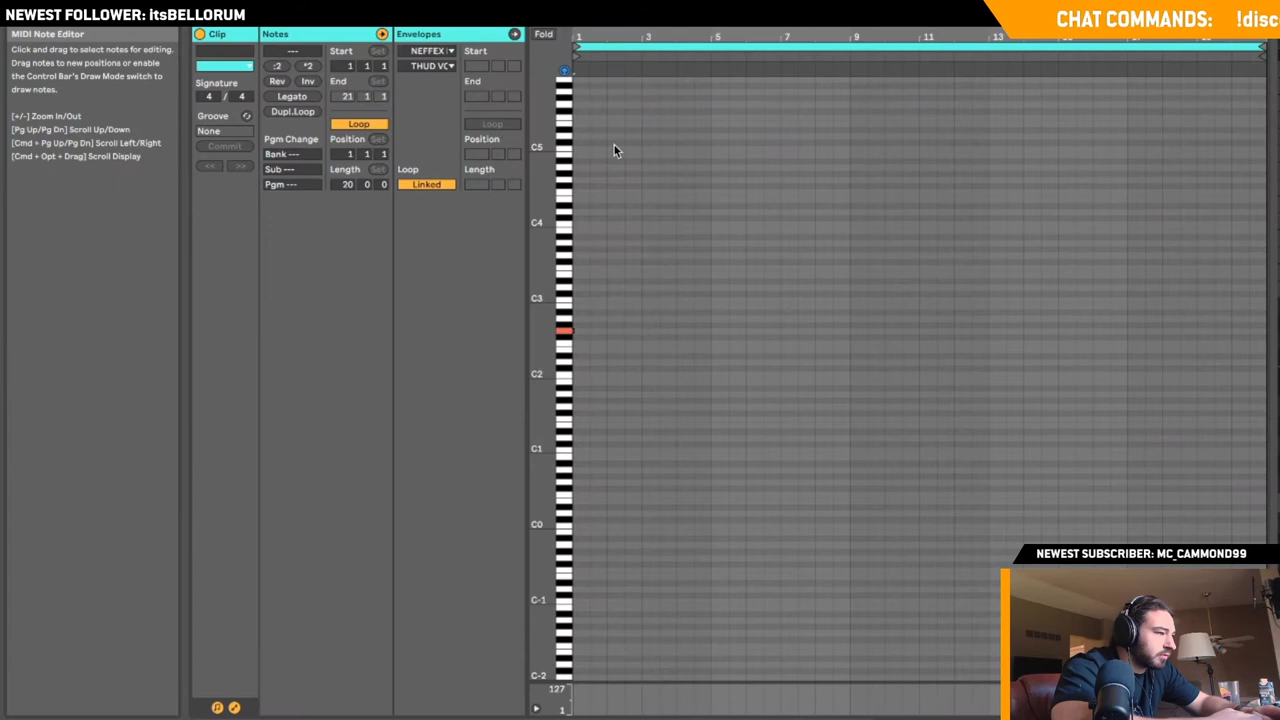 NEWEST FOLLOWER: itsBELLORUM
CHAT COMMANDS: !disc
MIDI Note Editor
Click and drag to select notes for editing.
Drag notes to new positions or enable
the Control Bar's Draw Mode switch to
draw notes.
[+/-] Zoom In/Out
[Pg Up/Pg Dn] Scroll Up/Down
[Cmd + Pg Up/Pg Dn] Scroll Left/Right
[Cmd + Opt + Drag] Scroll Display
Clip
Signature
4 / 4
Groove
None
Commit
<< >>
Notes
---
Start Set
:2 *2
1 1 1
Rev Inv
End Set
Legato
21 1 1
Dupl.Loop
Loop
Pgm Change
Position Set
Bank ---
1 1 1
Sub ---
Length Set
Pgm ---
20 0 0
Envelopes
NEFFEX
THUD VC
Start
End
Loop
Position
Loop
Length
Linked
Fold
1 3 5 7 9 11 13
C5
C4
C3
C2
C1
C0
C-1
C-2
127
1
NEWEST SUBSCRIBER: MC_CAMMOND99